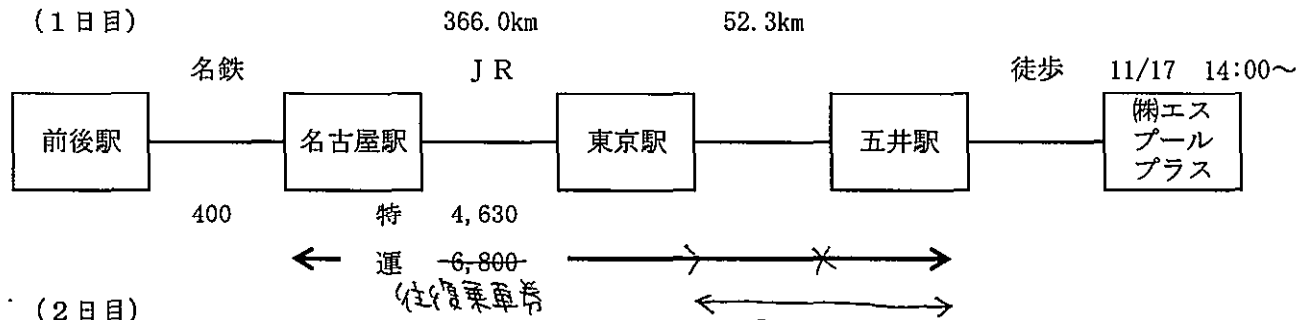 (1日目) 366.0km 52.3km
名鉄 JR 徒歩 11/17 14:00~
前後駅 名古屋駅 東京駅 五井駅 ㈱エス
プール
プラス
400 特 4,630
運 6,800
往復乗車券
(2日目)